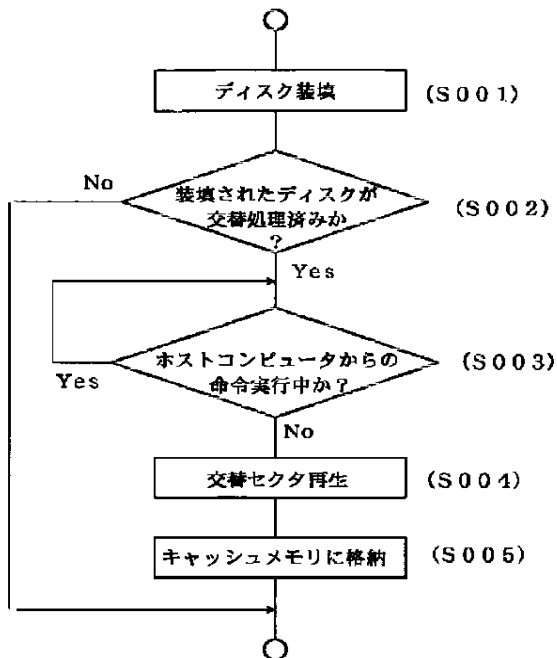 ディスク装填
(S001)
No
装填されたディスクが
交替処理済みか
?
(S002)
Yes
ホストコンピュータからの
命令実行中か?
(S003)
Yes
No
交替セクタ再生
(S004)
キャッシュメモリに格納
(S005)